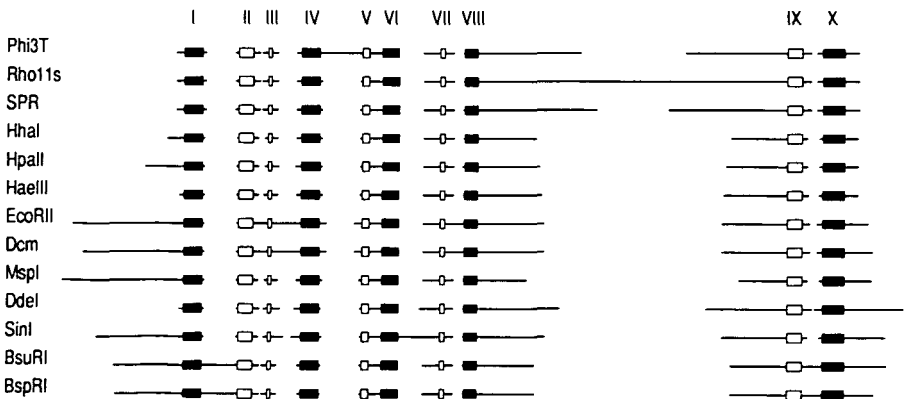 I II III IV V VI VII VIII IX X
Phi3T
Rho11s
SPR
HhaI
HpaII
HaeIII
EcoRII
Dcm
MspI
DdeI
SinI
BsuRI
BspRI